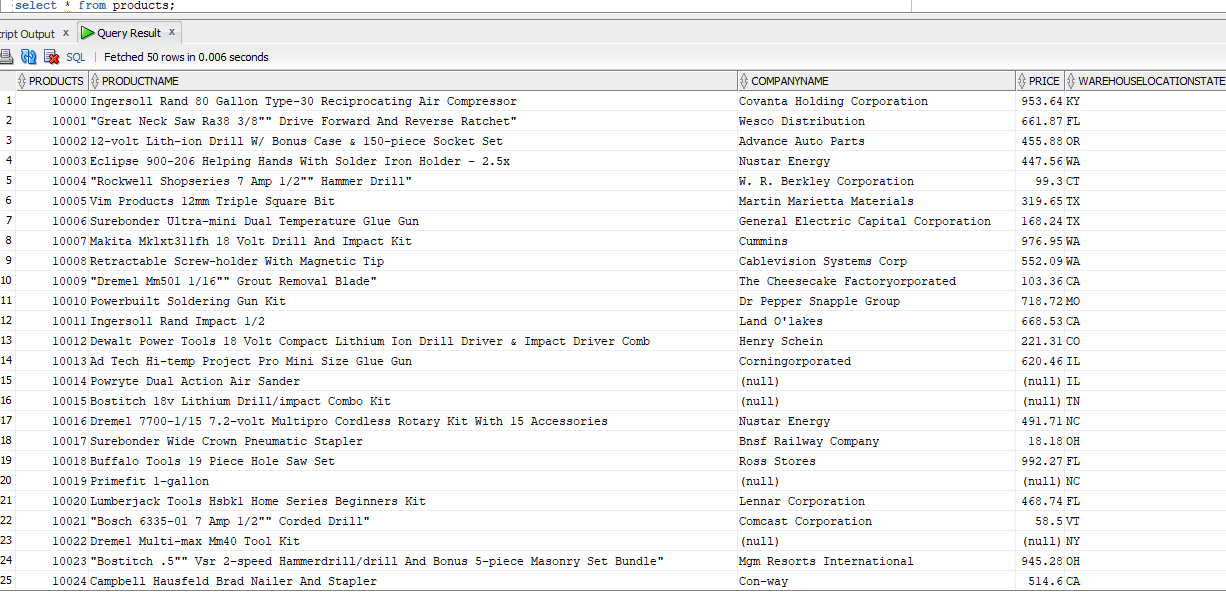 select * from products;
ript Output x Query Result x
SQL | Fetched 50 rows in 0.006 seconds
PRODUCTS PRODUCTNAME COMPANYNAME PRICE WAREHOUSELOCATIONSTATE
1 10000 Ingersoll Rand 80 Gallon Type-30 Reciprocating Air Compressor Covanta Holding Corporation 953.64 KY
2 10001 "Great Neck Saw Ra38 3/8"" Drive Forward And Reverse Ratchet" Wesco Distribution 661.87 FL
3 10002 12-volt Lith-ion Drill W/ Bonus Case & 150-piece Socket Set Advance Auto Parts 455.88 OR
4 10003 Eclipse 900-206 Helping Hands With Solder Iron Holder - 2.5x Nustar Energy 447.56 WA
5 10004 "Rockwell Shopseries 7 Amp 1/2"" Hammer Drill" W. R. Berkley Corporation 99.3 CT
6 10005 Vim Products 12mm Triple Square Bit Martin Marietta Materials 319.65 TX
7 10006 Surebonder Ultra-mini Dual Temperature Glue Gun General Electric Capital Corporation 168.24 TX
8 10007 Makita Mklxt311fh 18 Volt Drill And Impact Kit Cummins 976.95 WA
9 10008 Retractable Screw-holder With Magnetic Tip Cablevision Systems Corp 552.09 WA
10 10009 "Dremel Mm501 1/16"" Grout Removal Blade" The Cheesecake Factoryorporated 103.36 CA
11 10010 Powerbuilt Soldering Gun Kit Dr Pepper Snapple Group 718.72 MO
12 10011 Ingersoll Rand Impact 1/2 Land O'lakes 668.53 CA
13 10012 Dewalt Power Tools 18 Volt Compact Lithium Ion Drill Driver & Impact Driver Comb Henry Schein 221.31 CO
14 10013 Ad Tech Hi-temp Project Pro Mini Size Glue Gun Corningorporated 620.46 IL
15 10014 Powryte Dual Action Air Sander (null) (null) IL
16 10015 Bostitch 18v Lithium Drill/impact Combo Kit (null) (null) TN
17 10016 Dremel 7700-1/15 7.2-volt Multipro Cordless Rotary Kit With 15 Accessories Nustar Energy 491.71 NC
18 10017 Surebonder Wide Crown Pneumatic Stapler Bnsf Railway Company 18.18 OH
19 10018 Buffalo Tools 19 Piece Hole Saw Set Ross Stores 992.27 FL
20 10019 Primefit 1-gallon (null) (null) NC
21 10020 Lumberjack Tools Hsbk1 Home Series Beginners Kit Lennar Corporation 468.74 FL
22 10021 "Bosch 6335-01 7 Amp 1/2"" Corded Drill" Comcast Corporation 58.5 VT
23 10022 Dremel Multi-max Mm40 Tool Kit (null) (null) NY
24 10023 "Bostitch .5"" Vsr 2-speed Hammerdrill/drill And Bonus 5-piece Masonry Set Bundle" Mgm Resorts International 945.28 OH
25 10024 Campbell Hausfeld Brad Nailer And Stapler Con-way 514.6 CA